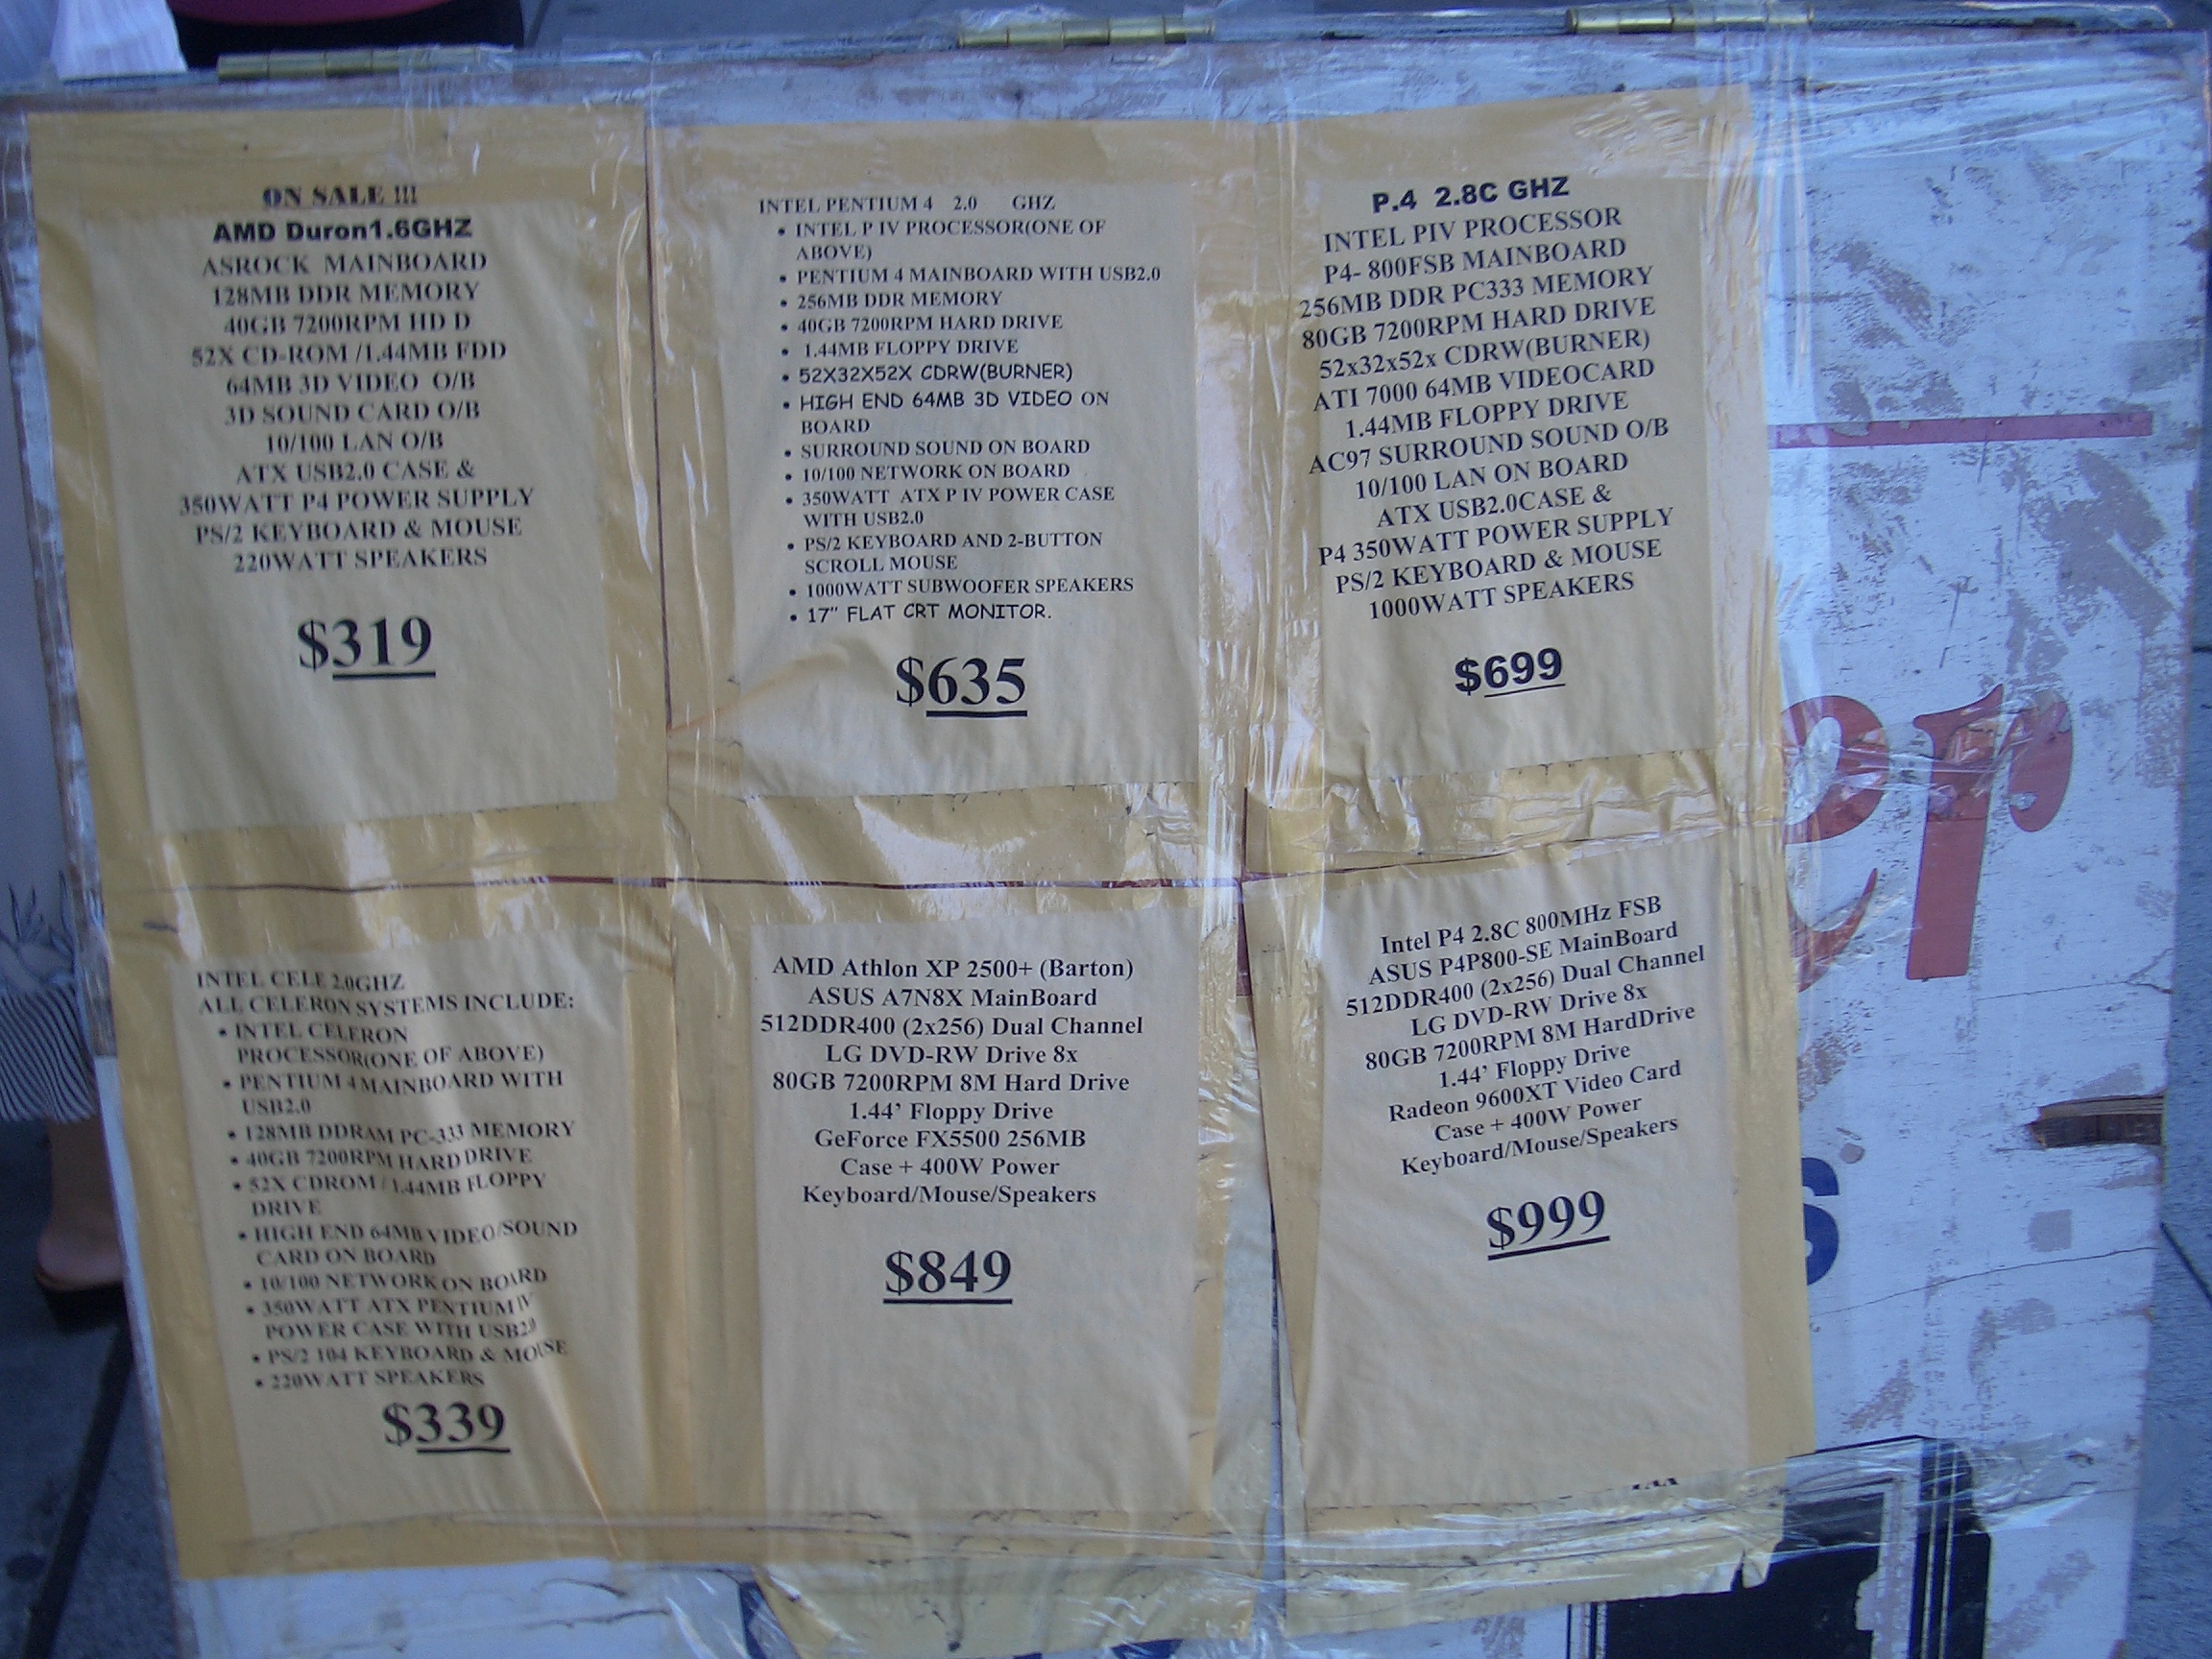 ON SALE !!!
AMD Duron1.6GHZ
ASROCK MAINBOARD
128MB DDR MEMORY
40GB 7200RPM HD D
52X CD-ROM /1.44MB FDD
64MB 3D VIDEO O/B
3D SOUND CARD O/B
10/100 LAN O/B
ATX USB2.0 CASE &
350WATT P4 POWER SUPPLY
PS/2 KEYBOARD & MOUSE
220WATT SPEAKERS
$319
INTEL PENTIUM 4 2.0 GHZ
• INTEL P IV PROCESSOR(ONE OF
ABOVE)
• PENTIUM 4 MAINBOARD WITH USB2.0
• 256MB DDR MEMORY
• 40GB 7200RPM HARD DRIVE
• 1.44MB FLOPPY DRIVE
• 52X32X52X CDRW(BURNER)
• HIGH END 64MB 3D VIDEO ON
BOARD
• SURROUND SOUND ON BOARD
• 10/100 NETWORK ON BOARD
• 350WATT ATX P IV POWER CASE
WITH USB2.0
• PS/2 KEYBOARD AND 2-BUTTON
SCROLL MOUSE
• 1000WATT SUBWOOFER SPEAKERS
• 17" FLAT CRT MONITOR.
$635
P.4 2.8C GHZ
INTEL PIV PROCESSOR
P4- 800FSB MAINBOARD
256MB DDR PC333 MEMORY
80GB 7200RPM HARD DRIVE
52x32x52x CDRW(BURNER)
ATI 7000 64MB VIDEOCARD
1.44MB FLOPPY DRIVE
AC97 SURROUND SOUND O/B
10/100 LAN ON BOARD
ATX USB2.0CASE &
P4 350WATT POWER SUPPLY
PS/2 KEYBOARD & MOUSE
1000WATT SPEAKERS
$699
INTEL CELE 2.0GHZ
ALL CELERON SYSTEMS INCLUDE:
• INTEL CELERON
PROCESSOR(ONE OF ABOVE)
• PENTIUM 4 MAINBOARD WITH
USB2.0
• 128MB DDRAM PC-333 MEMORY
• 40GB 7200RPM HARD DRIVE
• 52X CDROM / 1.44MB FLOPPY
DRIVE
• HIGH END 64MB VIDEO/SOUND
CARD ON BOARD
• 10/100 NETWORK ON BOARD
• 350WATT ATX PENTIUM IV
POWER CASE WITH USB2.0
• PS/2 104 KEYBOARD & MOUSE
• 220WATT SPEAKERS
$339
AMD Athlon XP 2500+ (Barton)
ASUS A7N8X MainBoard
512DDR400 (2x256) Dual Channel
LG DVD-RW Drive 8x
80GB 7200RPM 8M Hard Drive
1.44’ Floppy Drive
GeForce FX5500 256MB
Case + 400W Power
Keyboard/Mouse/Speakers
$849
Intel P4 2.8C 800MHz FSB
ASUS P4P800-SE MainBoard
512DDR400 (2x256) Dual Channel
LG DVD-RW Drive 8x
80GB 7200RPM 8M HardDrive
1.44’ Floppy Drive
Radeon 9600XT Video Card
Case + 400W Power
Keyboard/Mouse/Speakers
$999